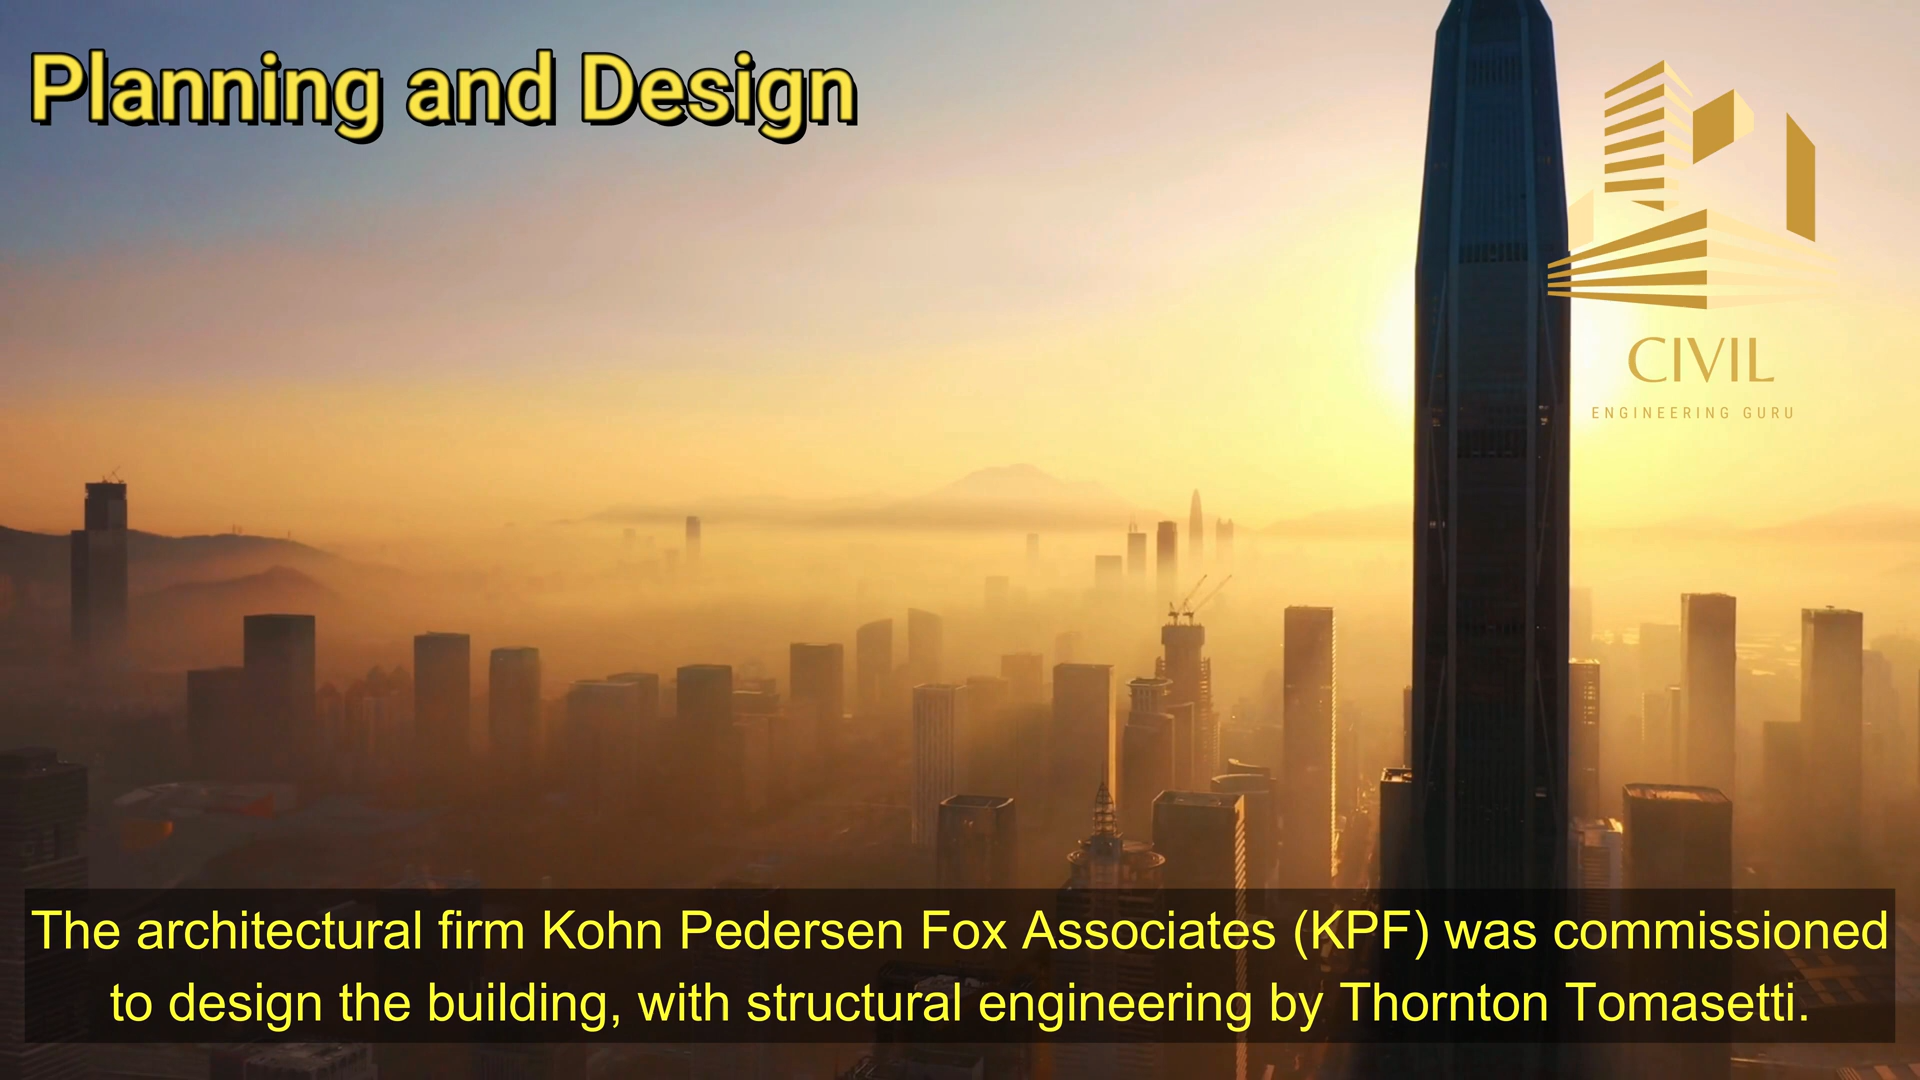 Planning and Design
CIVIL
ENGINEERING GURU
The architectural firm Kohn Pedersen Fox Associates (KPF) was commissioned
to design the building, with structural engineering by Thornton Tomasetti.